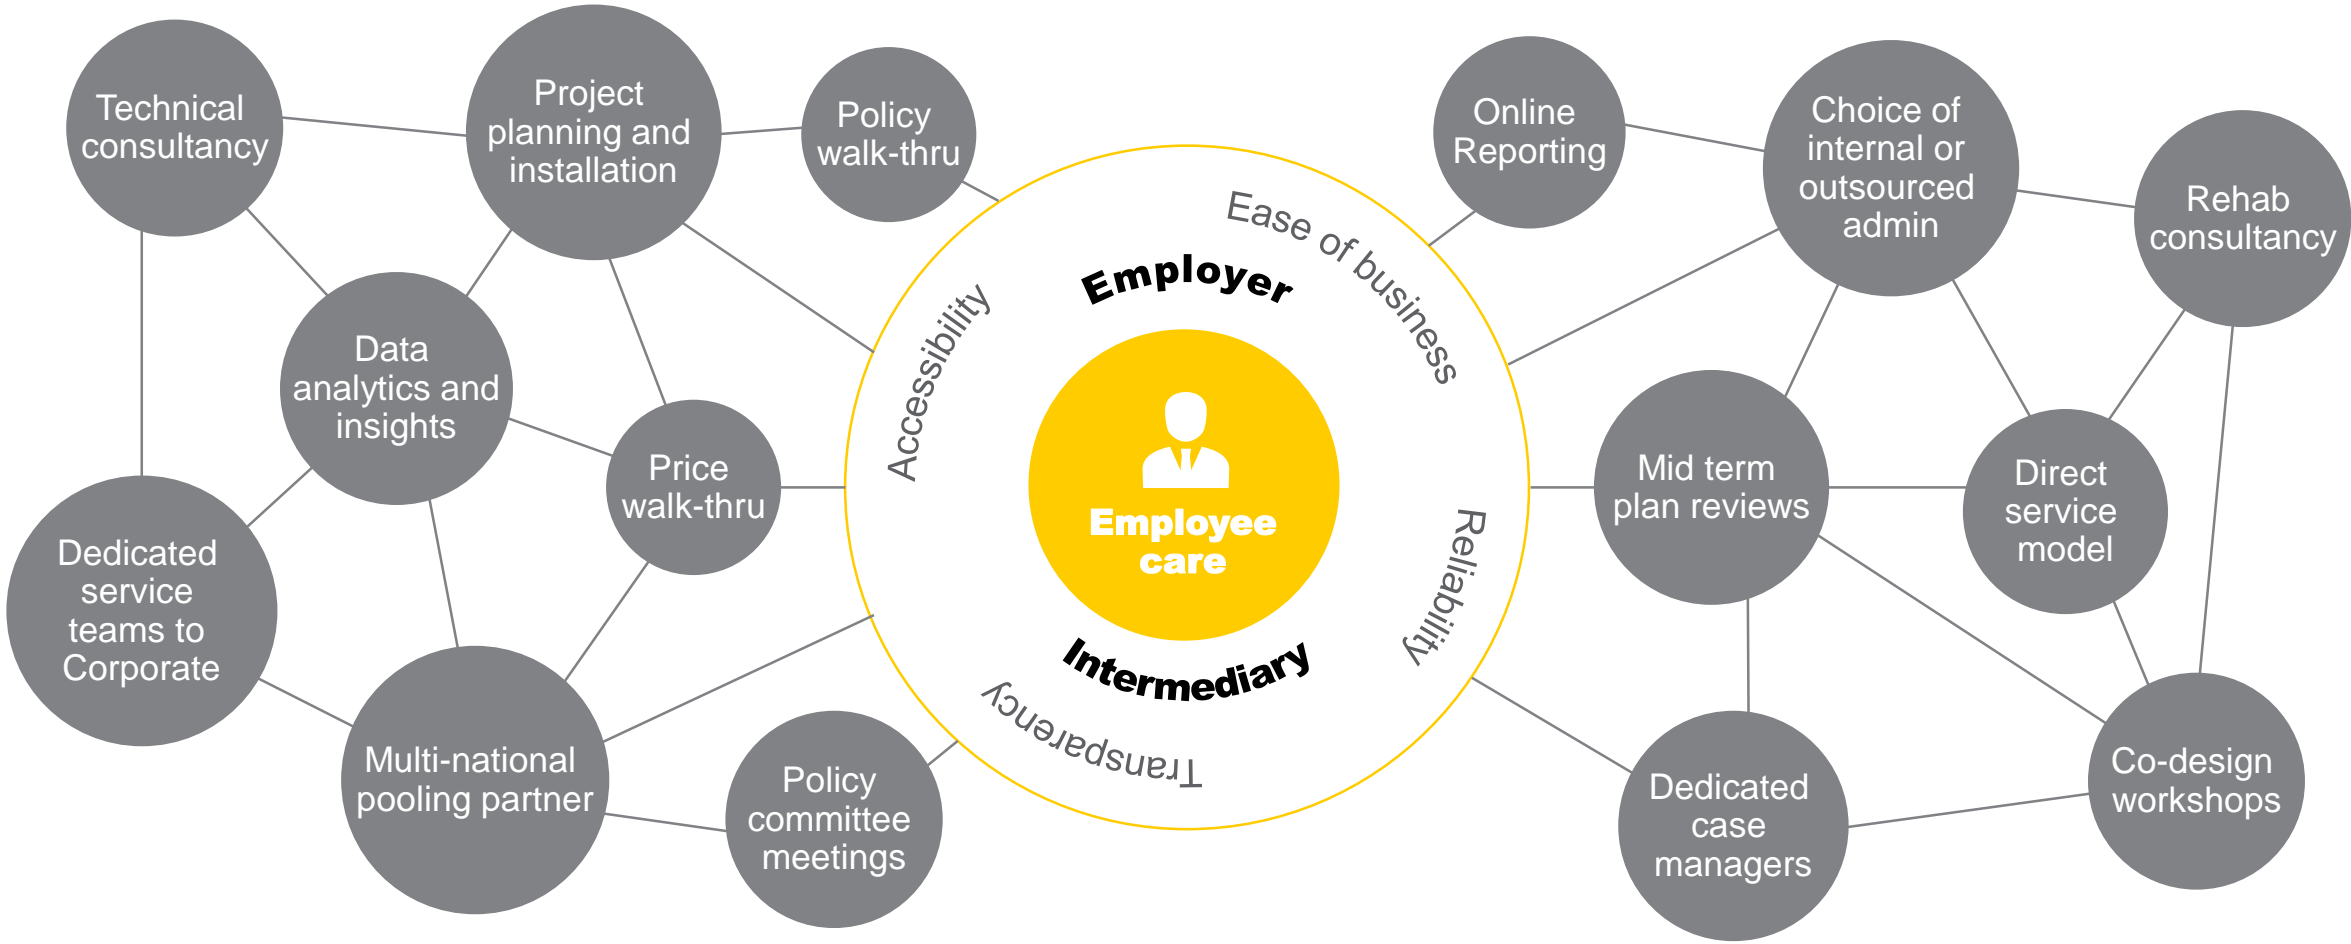 Technical
consultancy
Project
planning and
installation
Policy
walk-thru
Data
analytics and
insights
Price
walk-thru
Dedicated
service
teams to
Corporate
Multi-national
pooling partner
Policy
committee
meetings
Accessibility
Ease of business
Reliability
Transparency
Employer
Employee
care
Intermediary
Online
Reporting
Choice of
internal or
outsourced
admin
Rehab
consultancy
Mid term
plan reviews
Direct
service
model
Dedicated
case
managers
Co-design
workshops